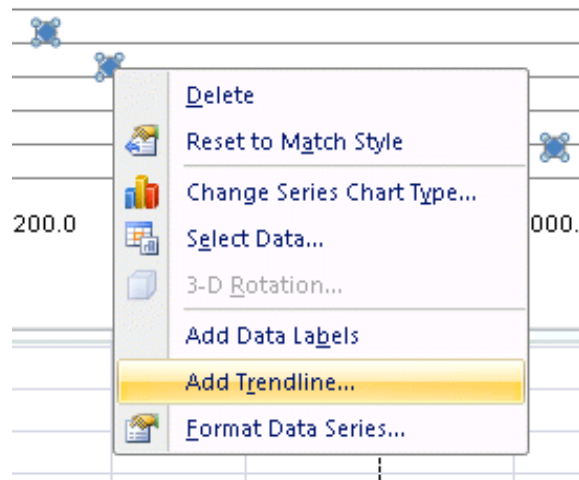 Delete
Reset to Match Style
Change Series Chart Type...
200.0
000.
Select Data...
3-D Rotation...
Add Data Labels
Add Trendline...
Format Data Series...